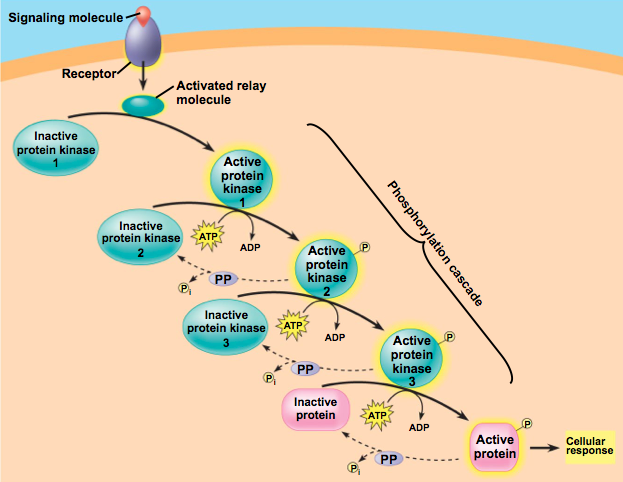 Signaling molecule
Receptor
Activated relay
molecule
Inactive
protein kinase
1
Active
protein
kinase
1
Inactive
protein kinase
2
ATP
ADP
PP
Pi
Active
protein
kinase
2
P
Phosphorylation cascade
Inactive
protein kinase
3
ATP
ADP
PP
Pi
Active
protein
kinase
3
P
Inactive
protein
ATP
ADP
PP
Pi
Active
protein
P
Cellular
response